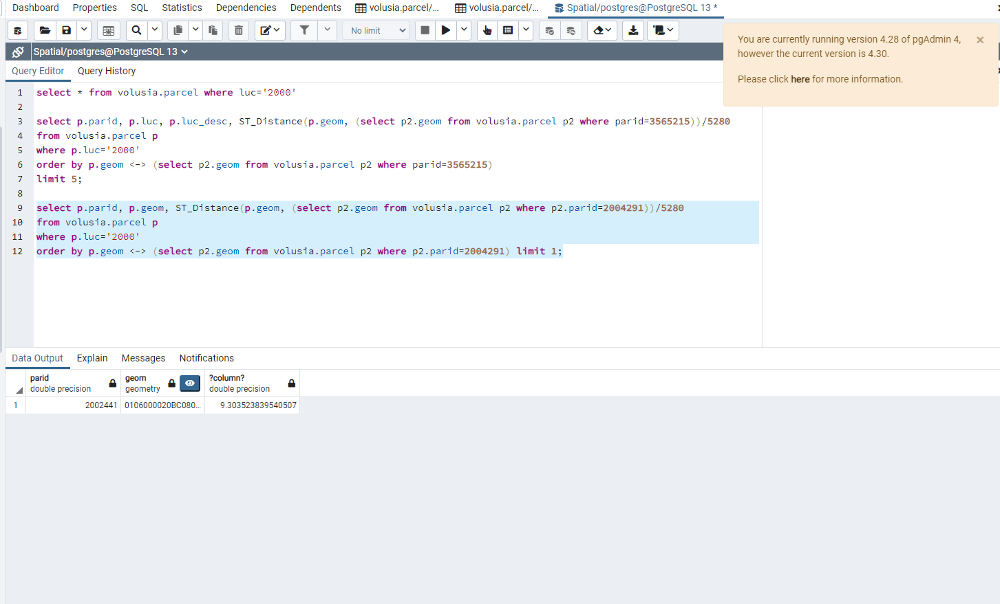 Dashboard Properties SQL Statistics Dependencies Dependents volusia.parcel/... volusia.parcel/... Spatial/postgres@PostgreSQL 13 *
No limit
Spatial/postgres@PostgreSQL 13
You are currently running version 4.28 of pgAdmin 4,
however the current version is 4.30.
Please click here for more information.
Query Editor Query History
1 select * from volusia.parcel where luc='2000'
2
3 select p.parid, p.luc, p.luc_desc, ST_Distance(p.geom, (select p2.geom from volusia.parcel p2 where parid=3565215))/5280
4 from volusia.parcel p
5 where p.luc='2000'
6 order by p.geom <-> (select p2.geom from volusia.parcel p2 where parid=3565215)
7 limit 5;
8
9 select p.parid, p.geom, ST_Distance(p.geom, (select p2.geom from volusia.parcel p2 where p2.parid=2004291))/5280
10 from volusia.parcel p
11 where p.luc='2000'
12 order by p.geom <-> (select p2.geom from volusia.parcel p2 where p2.parid=2004291) limit 1;
Data Output Explain Messages Notifications
parid geom ?column?
double precision geometry double precision
1 2002441 0106000020BC080... 9.303523839540507